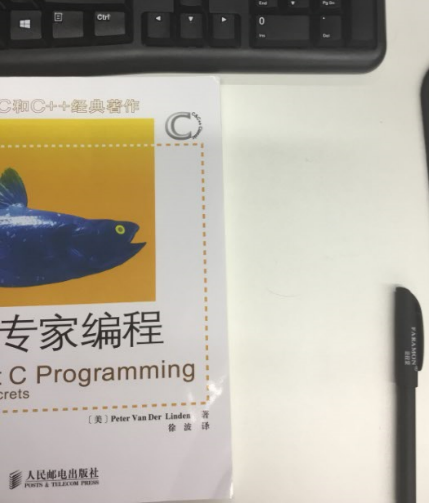 Ctrl
0
Ins
C和C++经典著作
专家编程
C Programming
crets
[美] Peter Van Der Linden 著
徐波 译
人民邮电出版社
POSTS & TELECOM PRESS